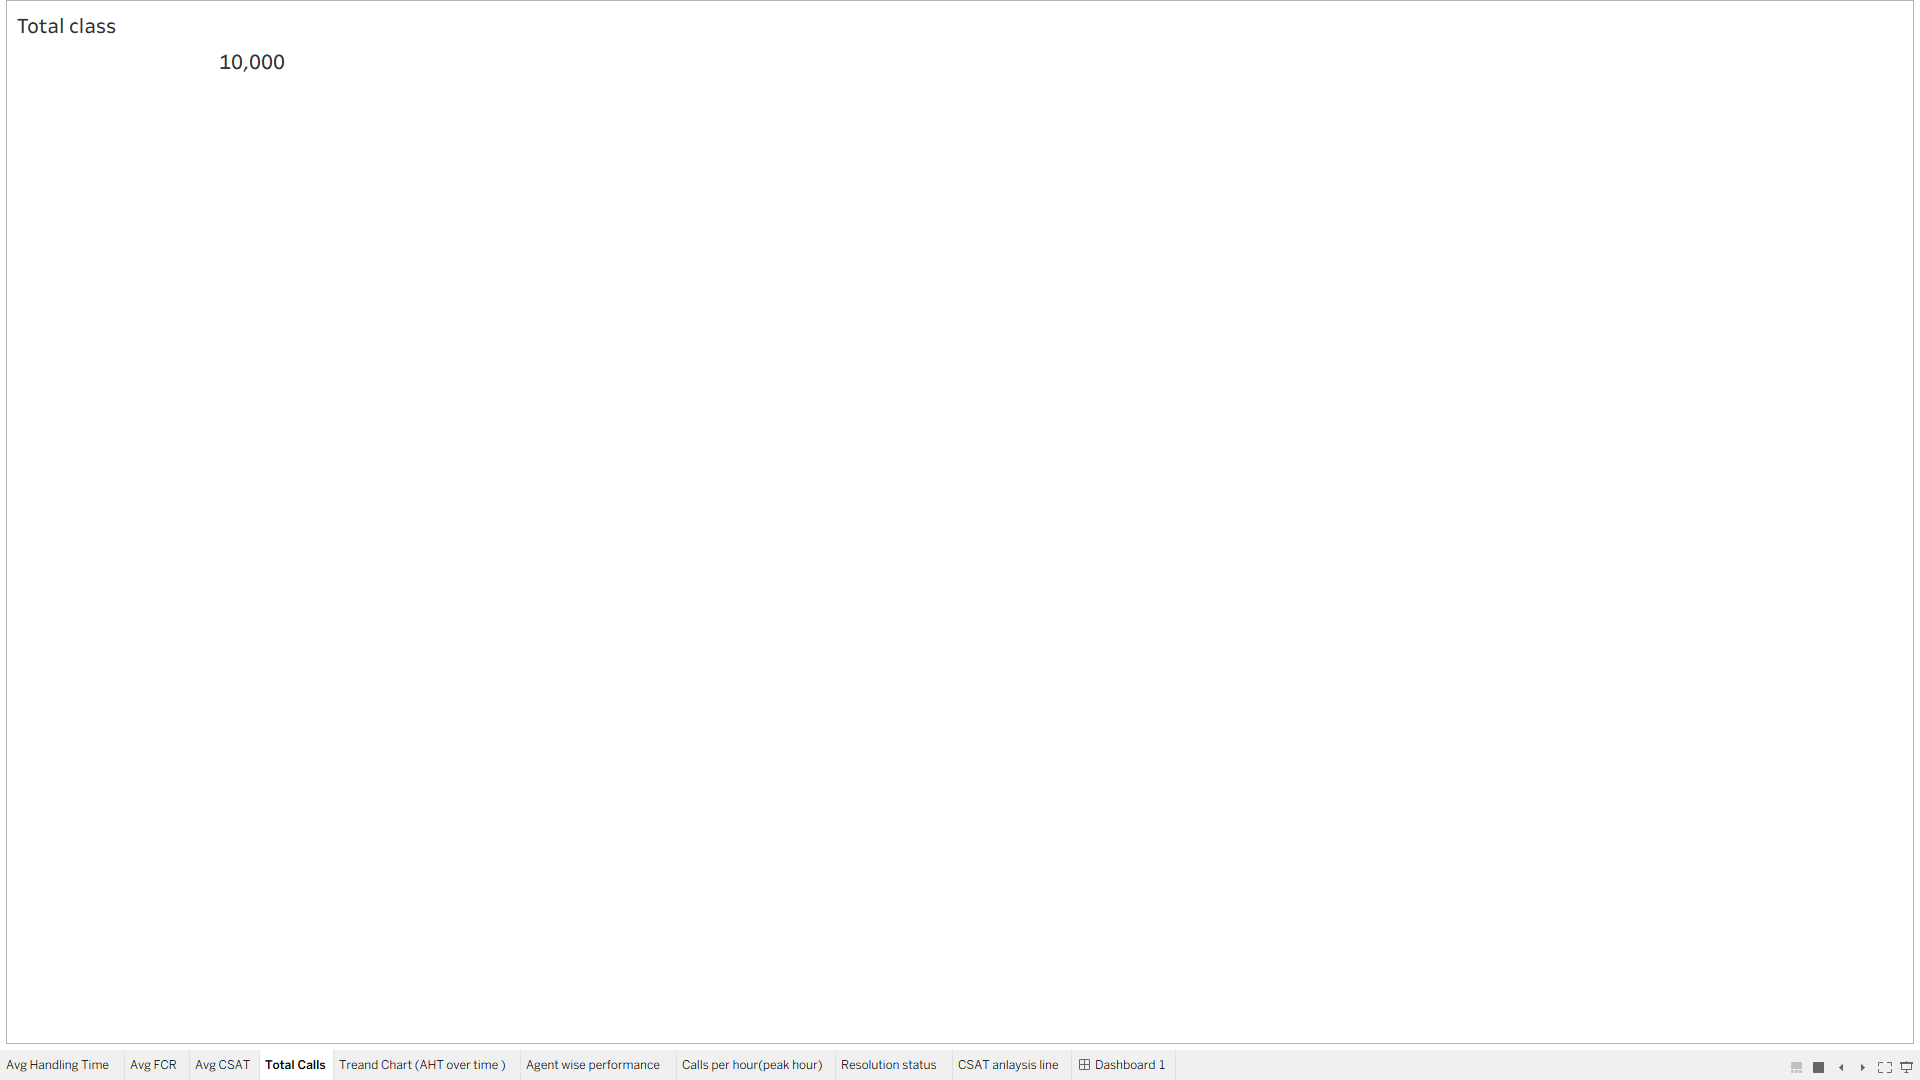 Total class
10,000
Avg Handling Time Avg FCR Avg CSAT Total Calls Treand Chart (AHT over time ) Agent wise performance Calls per hour(peak hour) Resolution status CSAT anlaysis line Dashboard 1